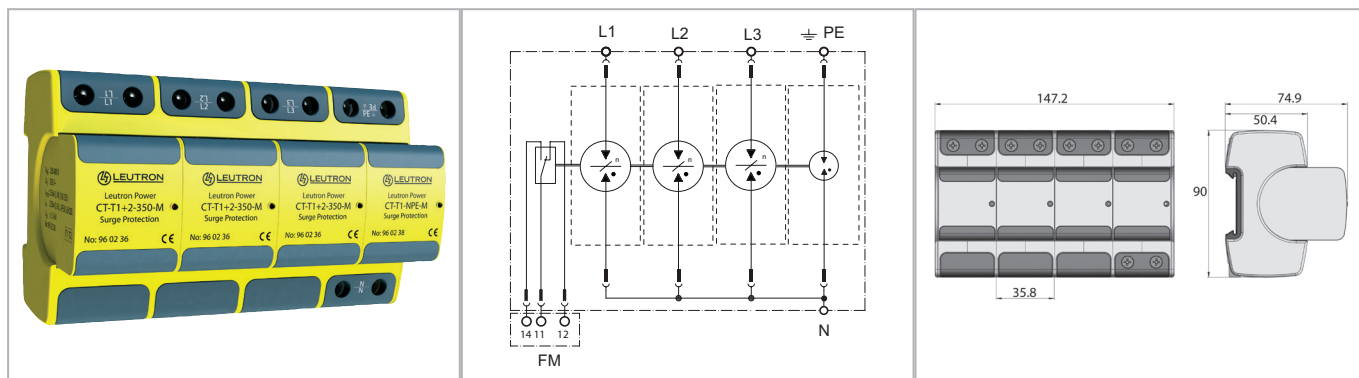 L1
L1
L2
L2
L3
L3
PE
PE
LEUTRON
Leutron Power
CT-T1+2-350-M
Surge Protection
No: 96 02 36
CE
LEUTRON
Leutron Power
CT-T1+2-350-M
Surge Protection
No: 96 02 36
CE
LEUTRON
Leutron Power
CT-T1+2-350-M
Surge Protection
No: 96 02 36
CE
LEUTRON
Leutron Power
CT-T1-NPE-M
Surge Protection
No: 96 02 38
CE
N
N
L1 L2 L3 PE
n n n
14 11 12
N
FM
147.2
74.9
50.4
90
35.8